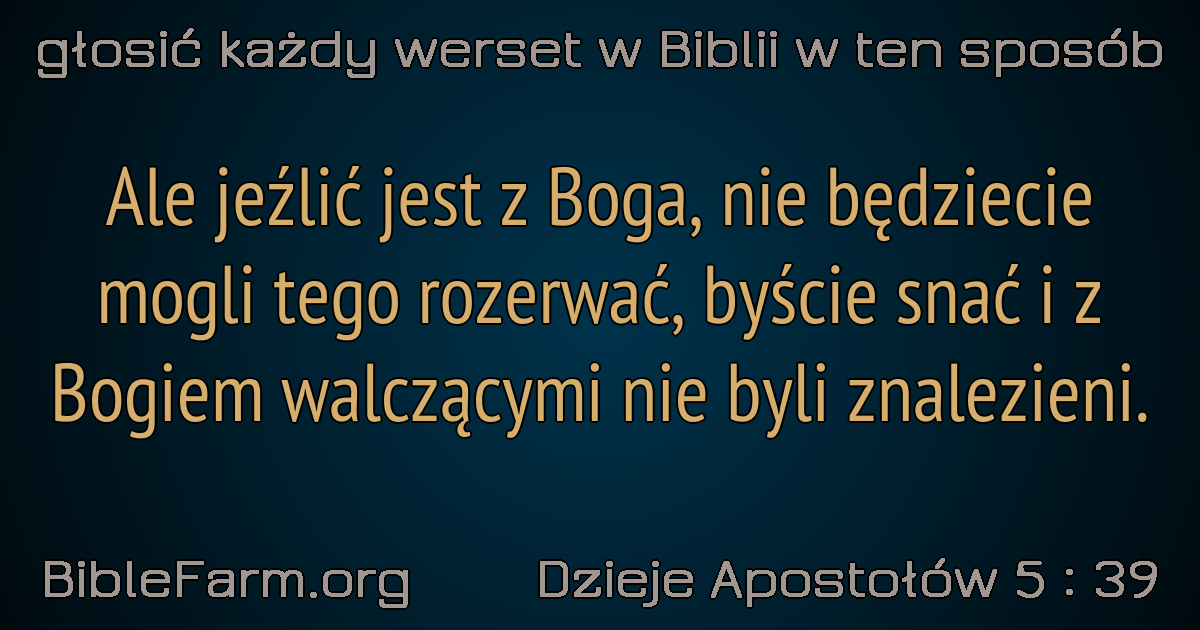 głosić każdy werset w Biblii w ten sposób
Ale jeźlić jest z Boga, nie będziecie
mogli tego rozerwać, byście snać i z
Bogiem walczącymi nie byli znalezieni.
BibleFarm.org
Dzieje Apostołów 5 : 39